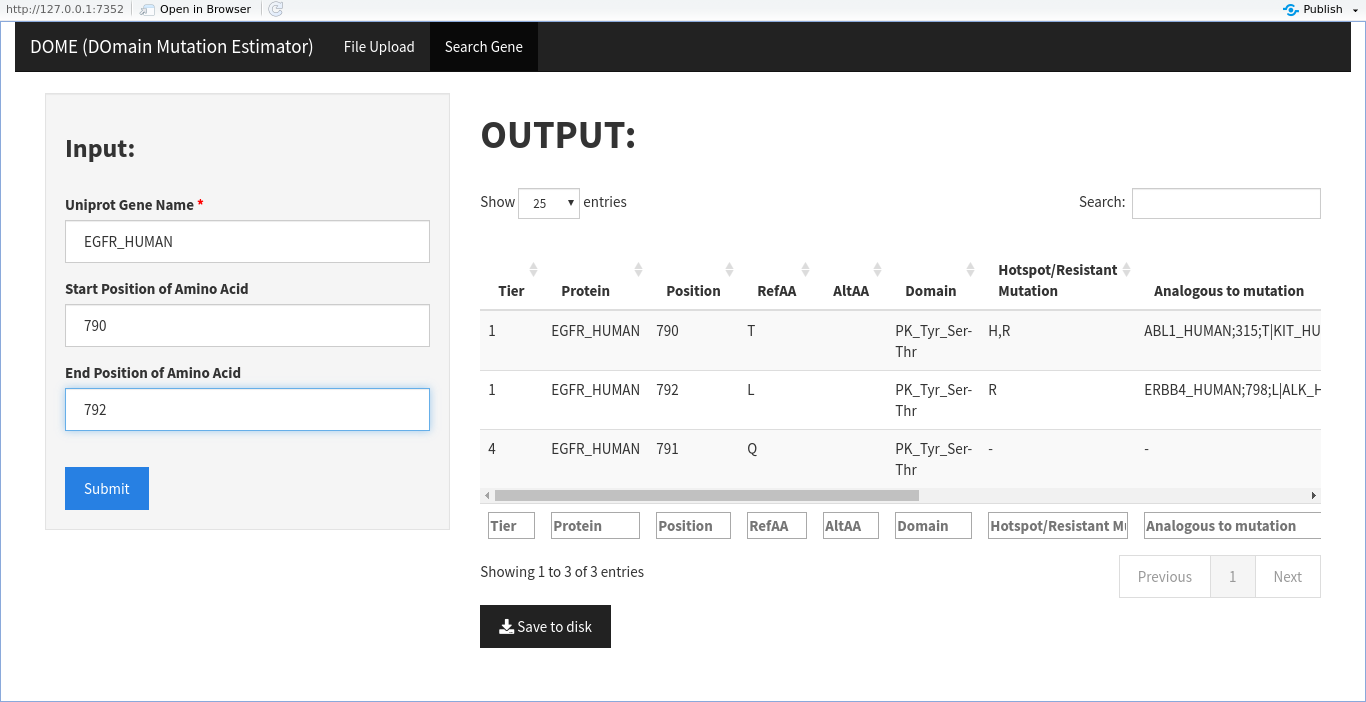 http://127.0.0.1:7352 Open in Browser Publish
DOME (DOmain Mutation Estimator) File Upload Search Gene
Input:
Uniprot Gene Name *
EGFR_HUMAN
Start Position of Amino Acid
790
End Position of Amino Acid
792
Submit
OUTPUT:
Show 25 entries Search:
Tier Protein Position RefAA AltAA Domain Hotspot/Resistant Mutation Analogous to mutation
1 EGFR_HUMAN 790 T PK_Tyr_Ser-Thr H,R ABL1_HUMAN;315;T|KIT_HU
1 EGFR_HUMAN 792 L PK_Tyr_Ser-Thr R ERBB4_HUMAN;798;L|ALK_H
4 EGFR_HUMAN 791 Q PK_Tyr_Ser-Thr - -
Tier Protein Position RefAA AltAA Domain Hotspot/Resistant Mu Analogous to mutation
Showing 1 to 3 of 3 entries
Previous 1 Next
Save to disk